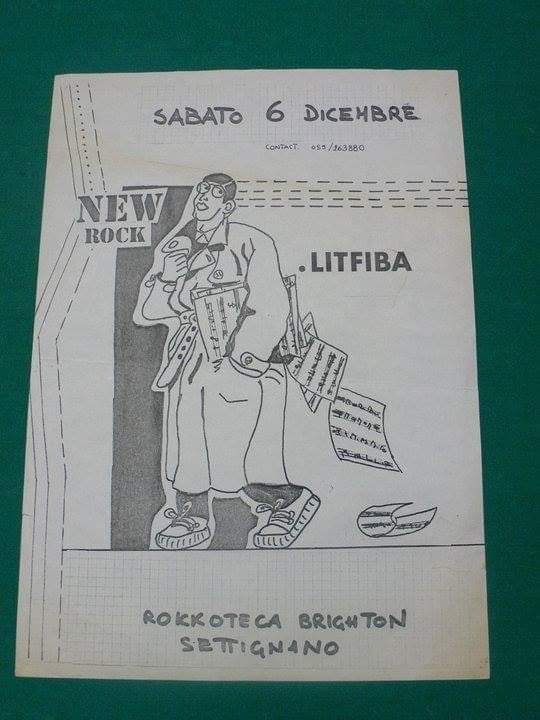 SABATO 6 DICEMBRE
CONTACT. 055/263880
NEW
ROCK
.LITFIBA
ROKKOTECA BRIGHTON
SETTIGNANO